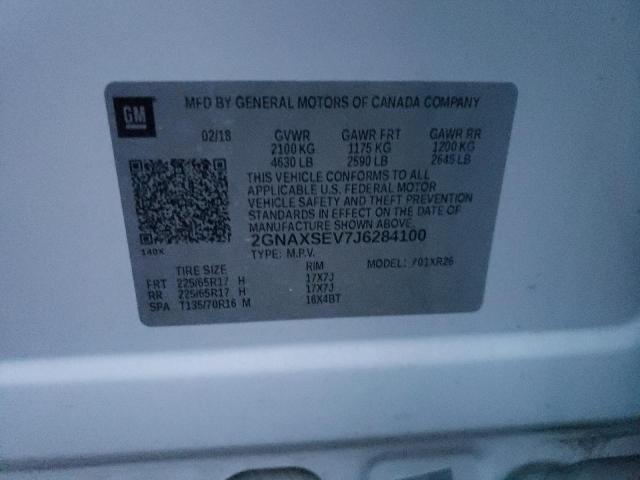 MFD BY GENERAL MOTORS OF CANADA COMPANY
GM
02/18 GVWR GAWR FRT GAWR RR
2100 KG 1175 KG 1200 KG
4630 LB 2590 LB 2645 LB
THIS VEHICLE CONFORMS TO ALL
APPLICABLE U.S. FEDERAL MOTOR
VEHICLE SAFETY AND THEFT PREVENTION
STANDARDS IN EFFECT ON THE DATE
OF MANUFACTURE SHOWN ABOVE.
2GNAXSEV7J6284100
140X
TYPE: M.P.V. MODEL: /01XR26
TIRE SIZE RIM
FRT 225/65R17 H 17X7J
RR 225/65R17 H 17X7J
SPA T135/70R16 M 16X4BT